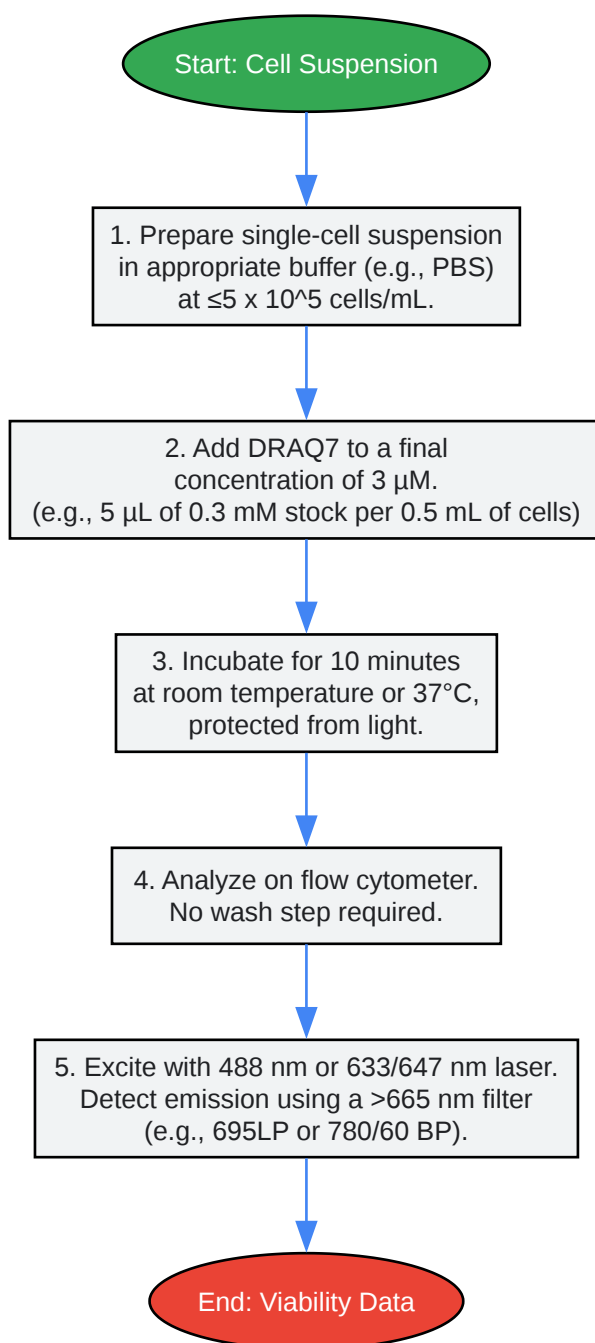 Start: Cell Suspension
1. Prepare single-cell suspension
in appropriate buffer (e.g., PBS)
at ≤5 x 10^5 cells/mL.
2. Add DRAQ7 to a final
concentration of 3 µM.
(e.g., 5 µL of 0.3 mM stock per 0.5 mL of cells)
3. Incubate for 10 minutes
at room temperature or 37°C,
protected from light.
4. Analyze on flow cytometer.
No wash step required.
5. Excite with 488 nm or 633/647 nm laser.
Detect emission using a >665 nm filter
(e.g., 695LP or 780/60 BP).
End: Viability Data